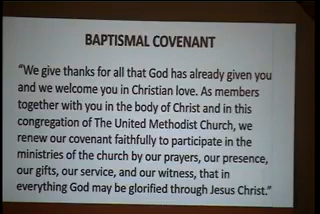 BAPTISMAL COVENANT
“We give thanks for all that God has already given you
and we welcome you in Christian love. As members
together with you in the body of Christ and in this
congregation of The United Methodist Church, we
renew our covenant faithfully to participate in the
ministries of the church by our prayers, our presence,
our gifts, our service, and our witness, that in
everything God may be glorified through Jesus Christ.”